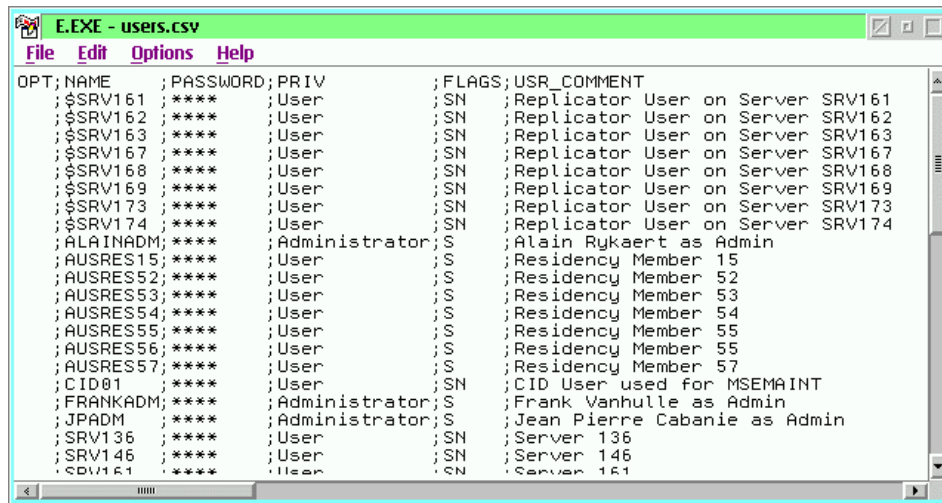 E.EXE - users.csv
File Edit Options Help
OPT;NAME    ;PASSWORD;PRIV         ;FLAGS;USR_COMMENT
   ;$SRV161 ;****    ;User         ;SN   ;Replicator User on Server SRV161
   ;$SRV162 ;****    ;User         ;SN   ;Replicator User on Server SRV162
   ;$SRV163 ;****    ;User         ;SN   ;Replicator User on Server SRV163
   ;$SRV167 ;****    ;User         ;SN   ;Replicator User on Server SRV167
   ;$SRV168 ;****    ;User         ;SN   ;Replicator User on Server SRV168
   ;$SRV169 ;****    ;User         ;SN   ;Replicator User on Server SRV169
   ;$SRV173 ;****    ;User         ;SN   ;Replicator User on Server SRV173
   ;$SRV174 ;****    ;User         ;SN   ;Replicator User on Server SRV174
   ;ALAINADM;****    ;Administrator;S    ;Alain Rykaert as Admin
   ;AUSRES15;****    ;User         ;S    ;Residency Member 15
   ;AUSRES52;****    ;User         ;S    ;Residency Member 52
   ;AUSRES53;****    ;User         ;S    ;Residency Member 53
   ;AUSRES54;****    ;User         ;S    ;Residency Member 54
   ;AUSRES55;****    ;User         ;S    ;Residency Member 55
   ;AUSRES56;****    ;User         ;S    ;Residency Member 55
   ;AUSRES57;****    ;User         ;S    ;Residency Member 57
   ;CID01   ;****    ;User         ;SN   ;CID User used for MSEMAINT
   ;FRANKADM;****    ;Administrator;S    ;Frank Vanhulle as Admin
   ;JPADM   ;****    ;Administrator;S    ;Jean Pierre Cabanie as Admin
   ;SRV136  ;****    ;User         ;SN   ;Server 136
   ;SRV146  ;****    ;User         ;SN   ;Server 146
   ;SRV161  ;****    ;User         ;SN   ;Server 161